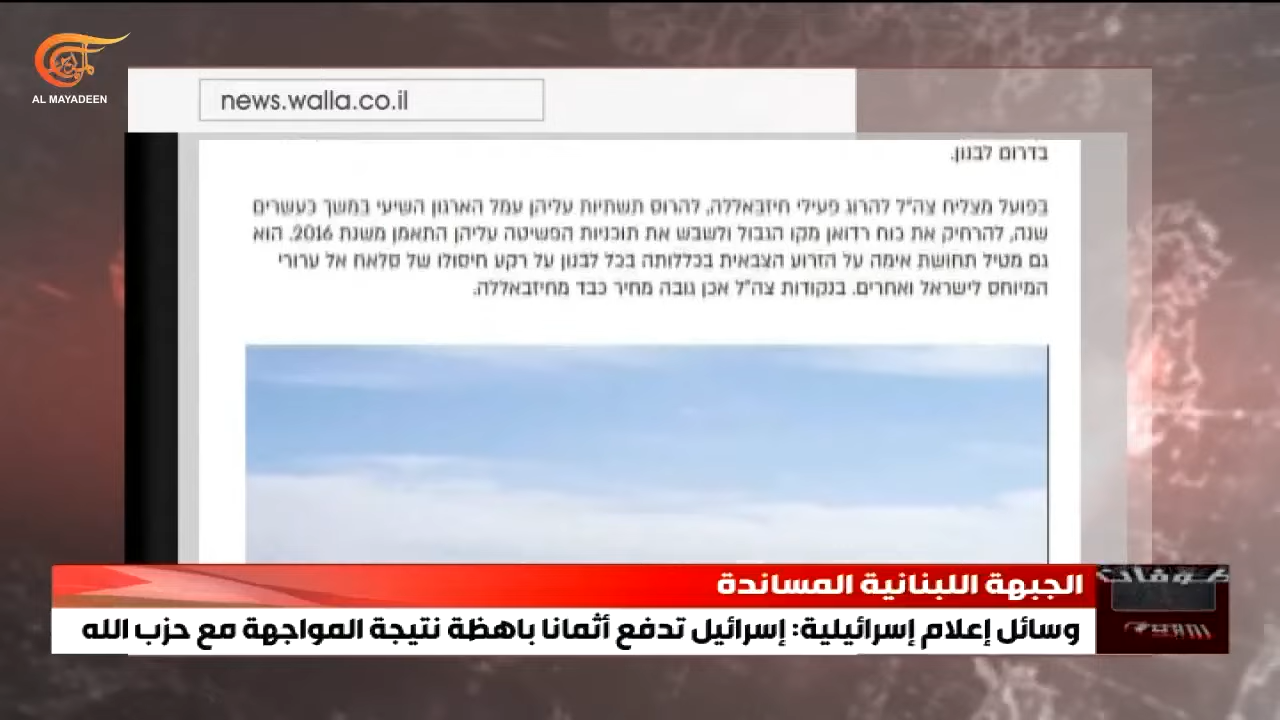 AL MAYADEEN
news.walla.co.il
בדרום לבנון.
בפועל מצליח צה"ל להרוג פעילי חיזבאללה, להרוס תשתיות עליהן עמל הארגון השיעי במשך כעשרים
שנה, להרחיק את כוח רדואן מקו הגבול ולשבש את תוכניות הפשיטה עליהן התאמן משנת 2016. הוא
גם מטיל תחושת אימה על הזרוע הצבאית בכללותה בכל לבנון על רקע חיסולו של סלאח אל ערורי
המיוחס לישראל ואחרים. בנקודות צה"ל אכן גובה מחיר כבד מחיזבאללה.
الجبهة اللبنانية المساندة
وسائل إعلام إسرائيلية: إسرائيل تدفع أثمانا باهظة نتيجة المواجهة مع حزب الله